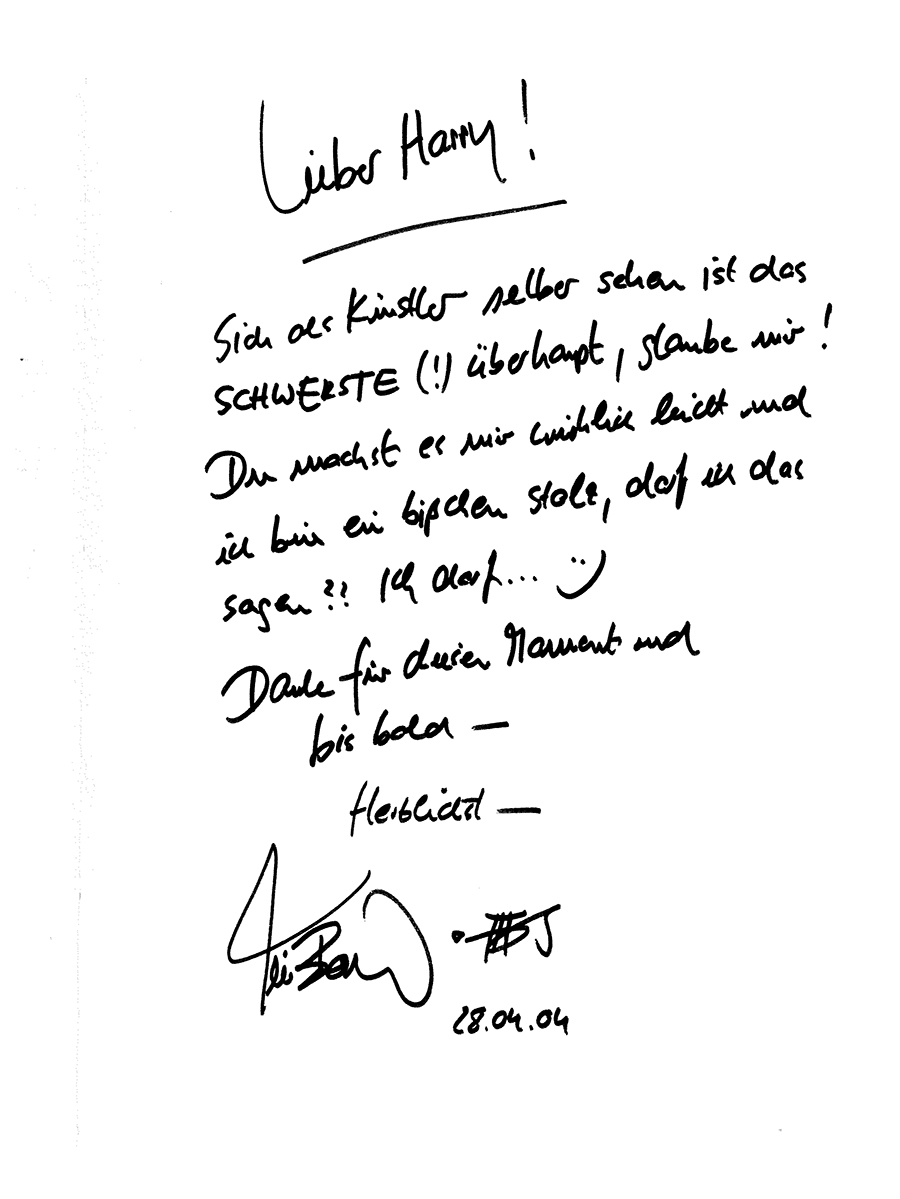 Lieber Harry!
Sich als Künstler selber sehen ist das
SCHWERSTE (!) überhaupt, glaube mir!
Du machst es mir wirklich leicht und
ich bin ein bißchen stolz, darf ich das
sagen?? Ich darf... :)
Danke für diesen Moment und
bis bald —
Herzlichst —
28.04.04